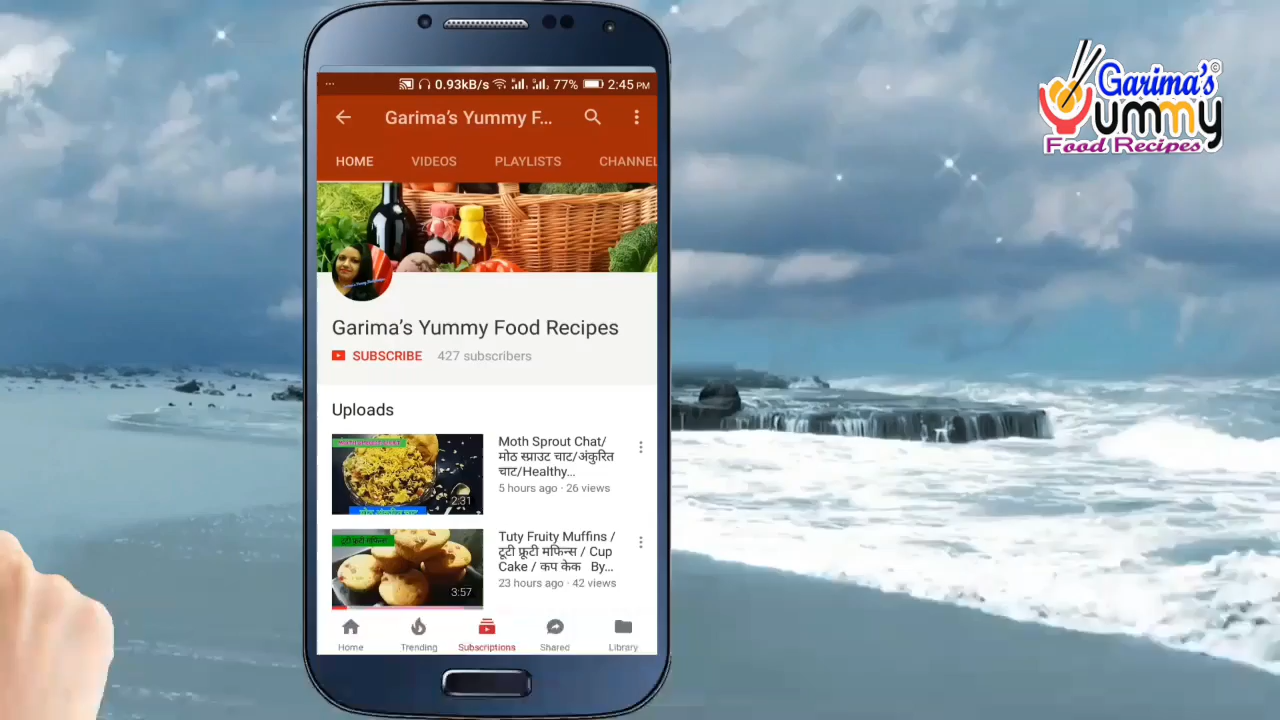 0.93kB/s 77% 2:45 PM
Garima's Yummy F...
HOME VIDEOS PLAYLISTS CHANNEL
Garima's Yummy Food Recipes
SUBSCRIBE 427 subscribers
Uploads
Moth Sprout Chat/
मोठ स्प्राउट चाट/अंकुरित
चाट/Healthy...
5 hours ago · 26 views
2:31
Tuty Fruity Muffins /
टूटी फ्रूटी मफिन्स / Cup
Cake / कप केक By...
23 hours ago · 42 views
टूटी फ्रूटी मफिन्स
3:57
Home Trending Subscriptions Shared Library
Garima's©
Yummy
Food Recipes